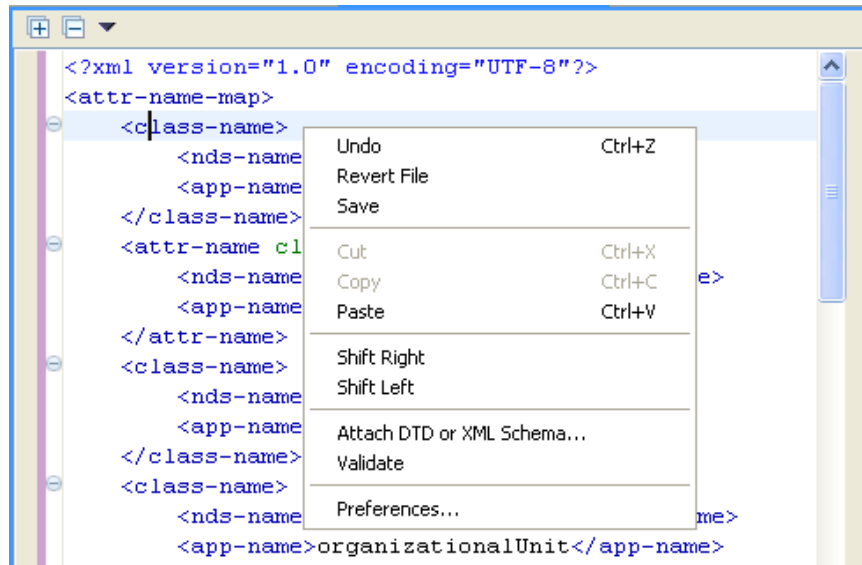 <?xml version="1.0" encoding="UTF-8"?>
<attr-name-map>
<class-name>
<nds-name
<app-name
</class-name>
<attr-name cl
<nds-name e>
<app-name
</attr-name>
<class-name>
<nds-name
<app-name
</class-name>
<class-name>
<nds-name me>
<app-name>organizationalUnit</app-name>
Undo Ctrl+Z
Revert File
Save
Cut Ctrl+X
Copy Ctrl+C
Paste Ctrl+V
Shift Right
Shift Left
Attach DTD or XML Schema...
Validate
Preferences...